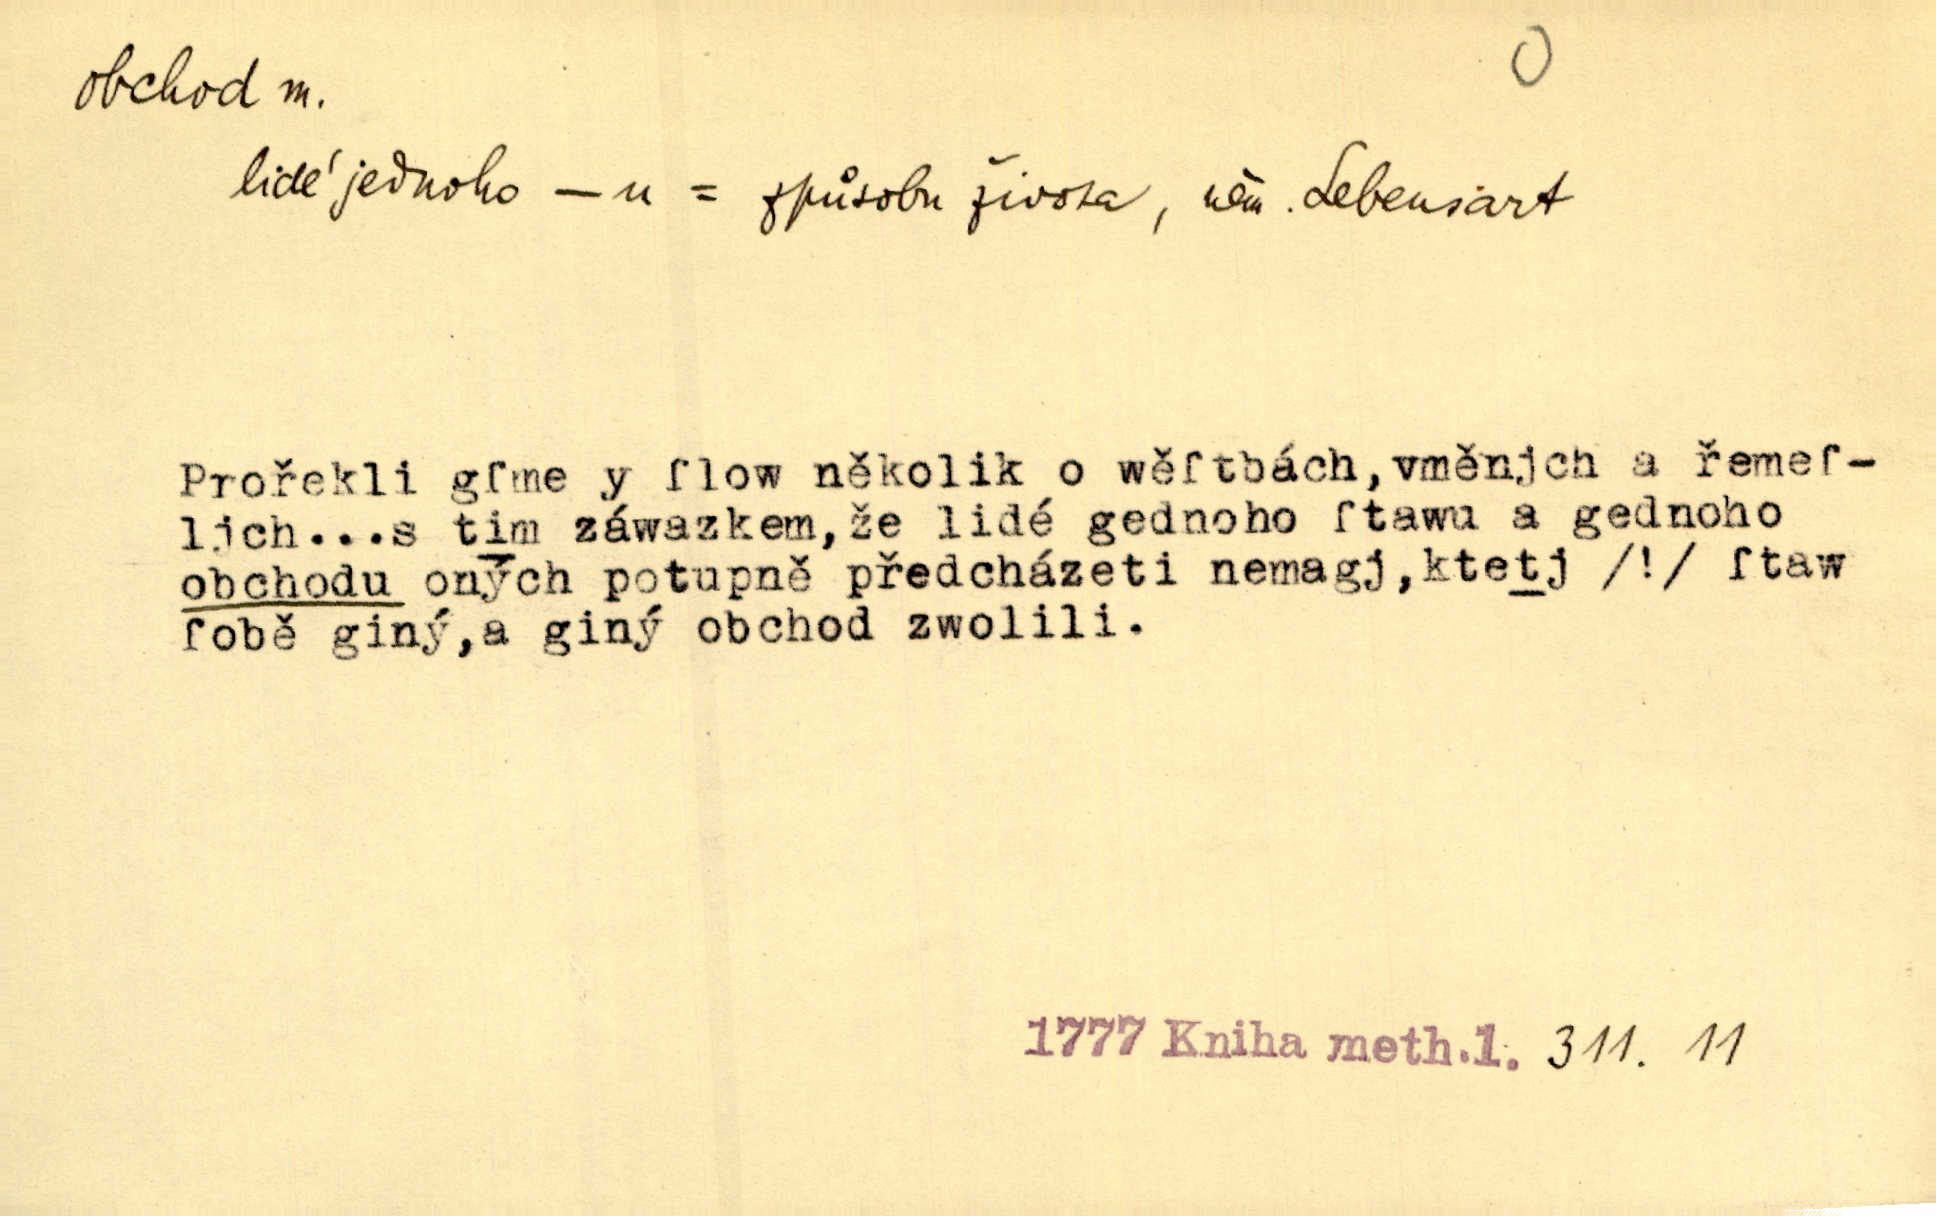 O
obchod m.
lidé jednoho — u = způsobu života, něm. Lebensart
Prořekli gſme y ſlow několik o wěſtbách,vměnjch a řemeſ-
ljch...s tim záwazkem,že lidé gednoho ſtawu a gednoho
obchodu oných potupně předcházeti nemagj,ktetj /!/ ſtaw
ſobě giný,a giný obchod zwolili.
1777 Kniha meth.1. 311. 11